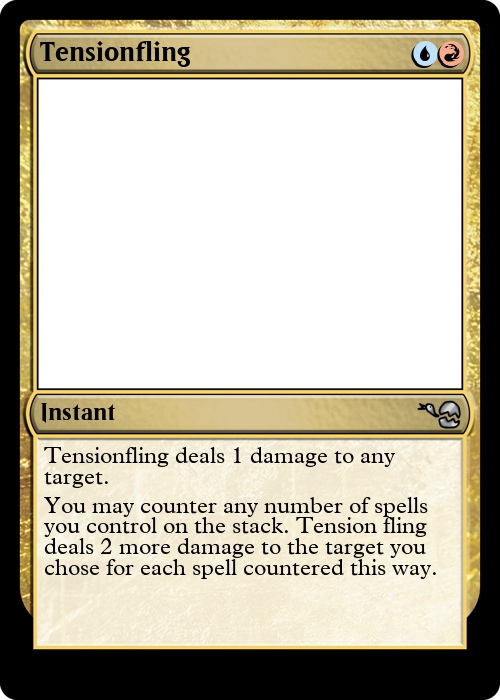 Tensionfling
Instant
Tensionfling deals 1 damage to any
target.
You may counter any number of spells
you control on the stack. Tension fling
deals 2 more damage to the target you
chose for each spell countered this way.